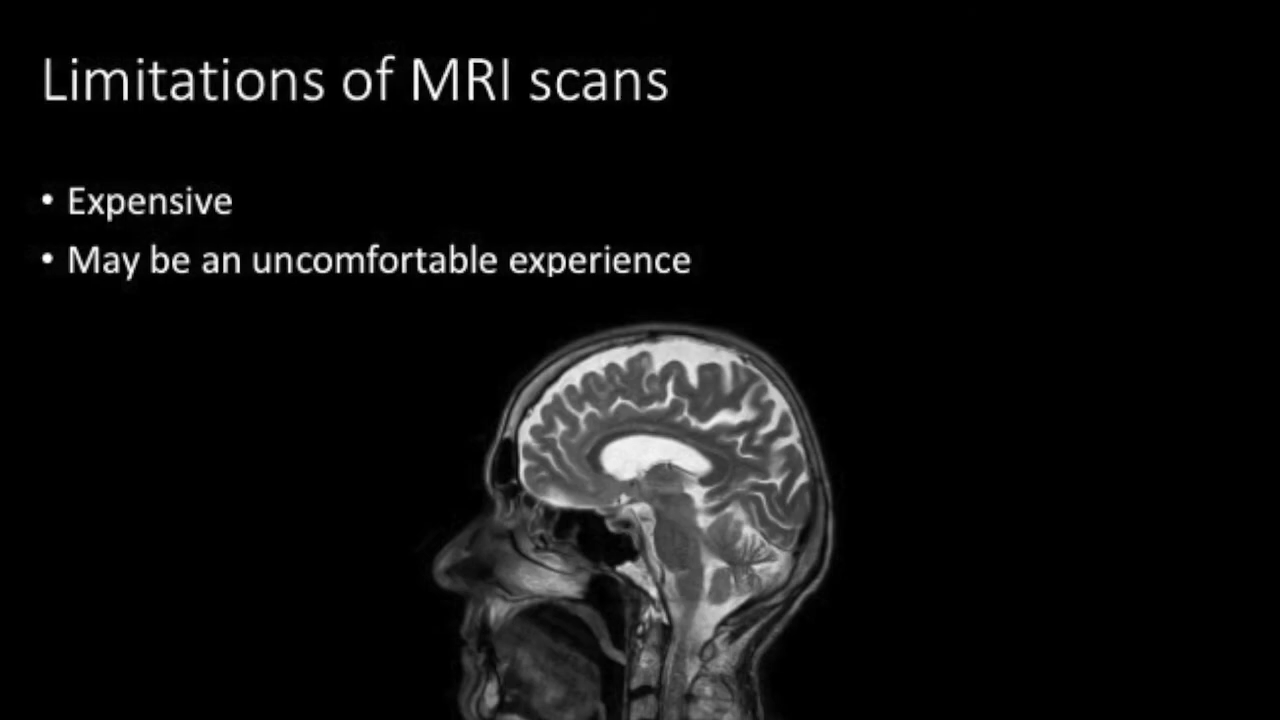 Limitations of MRI scans
• Expensive
• May be an uncomfortable experience